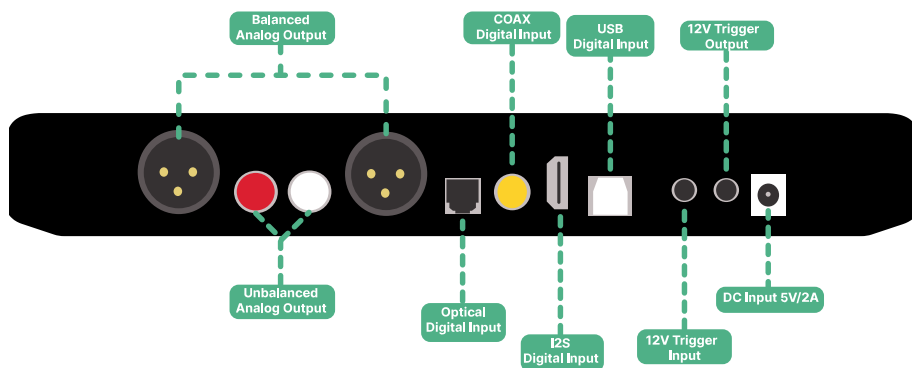 Balanced
Analog Output
COAX
Digital Input
USB
Digital Input
12V Trigger
Output
Unbalanced
Analog Output
Optical
Digital Input
I2S
Digital Input
12V Trigger
Input
DC Input 5V/2A